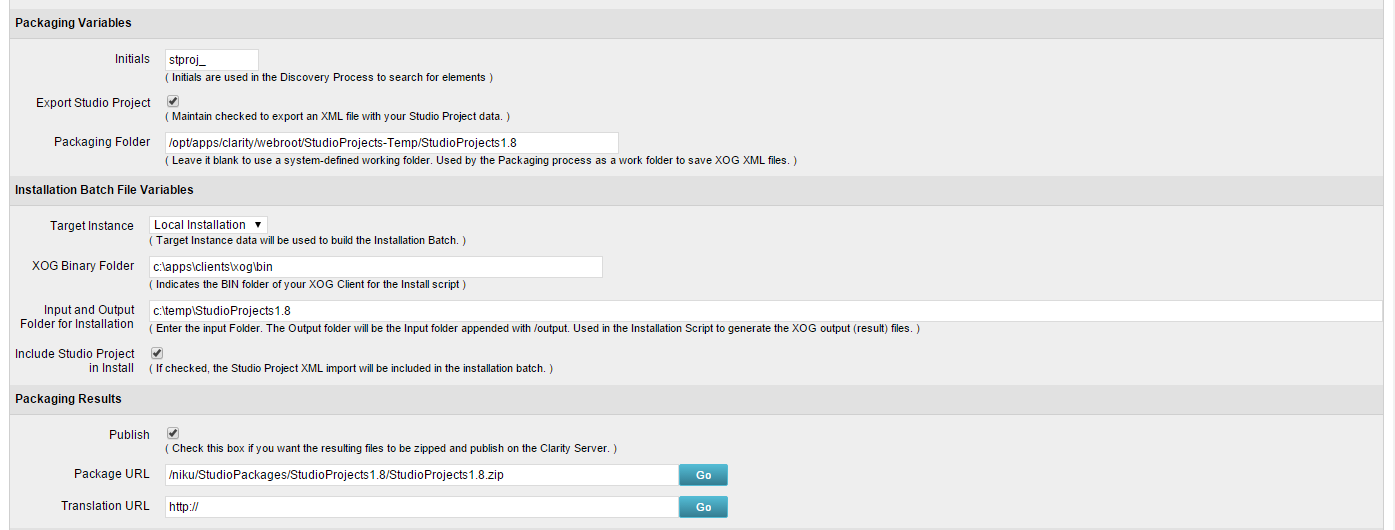 Packaging Variables
Initials
stproj_
( Initials are used in the Discovery Process to search for elements )
Export Studio Project
( Maintain checked to export an XML file with your Studio Project data. )
Packaging Folder
/opt/apps/clarity/webroot/StudioProjects-Temp/StudioProjects1.8
( Leave it blank to use a system-defined working folder. Used by the Packaging process as a work folder to save XOG XML files. )
Installation Batch File Variables
Target Instance
Local Installation
( Target Instance data will be used to build the Installation Batch. )
XOG Binary Folder
c:\apps\clients\xog\bin
( Indicates the BIN folder of your XOG Client for the Install script )
Input and Output
Folder for Installation
c:\temp\StudioProjects1.8
( Enter the input Folder. The Output folder will be the Input folder appended with /output. Used in the Installation Script to generate the XOG output (result) files. )
Include Studio Project
in Install
( If checked, the Studio Project XML import will be included in the installation batch. )
Packaging Results
Publish
( Check this box if you want the resulting files to be zipped and publish on the Clarity Server. )
Package URL
/niku/StudioPackages/StudioProjects1.8/StudioProjects1.8.zip
Go
Translation URL
http://
Go